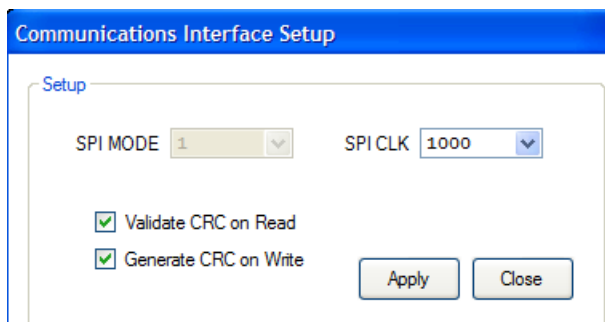 Communications Interface Setup
Setup
SPI MODE 1 SPI CLK 1000
Validate CRC on Read
Generate CRC on Write
Apply Close